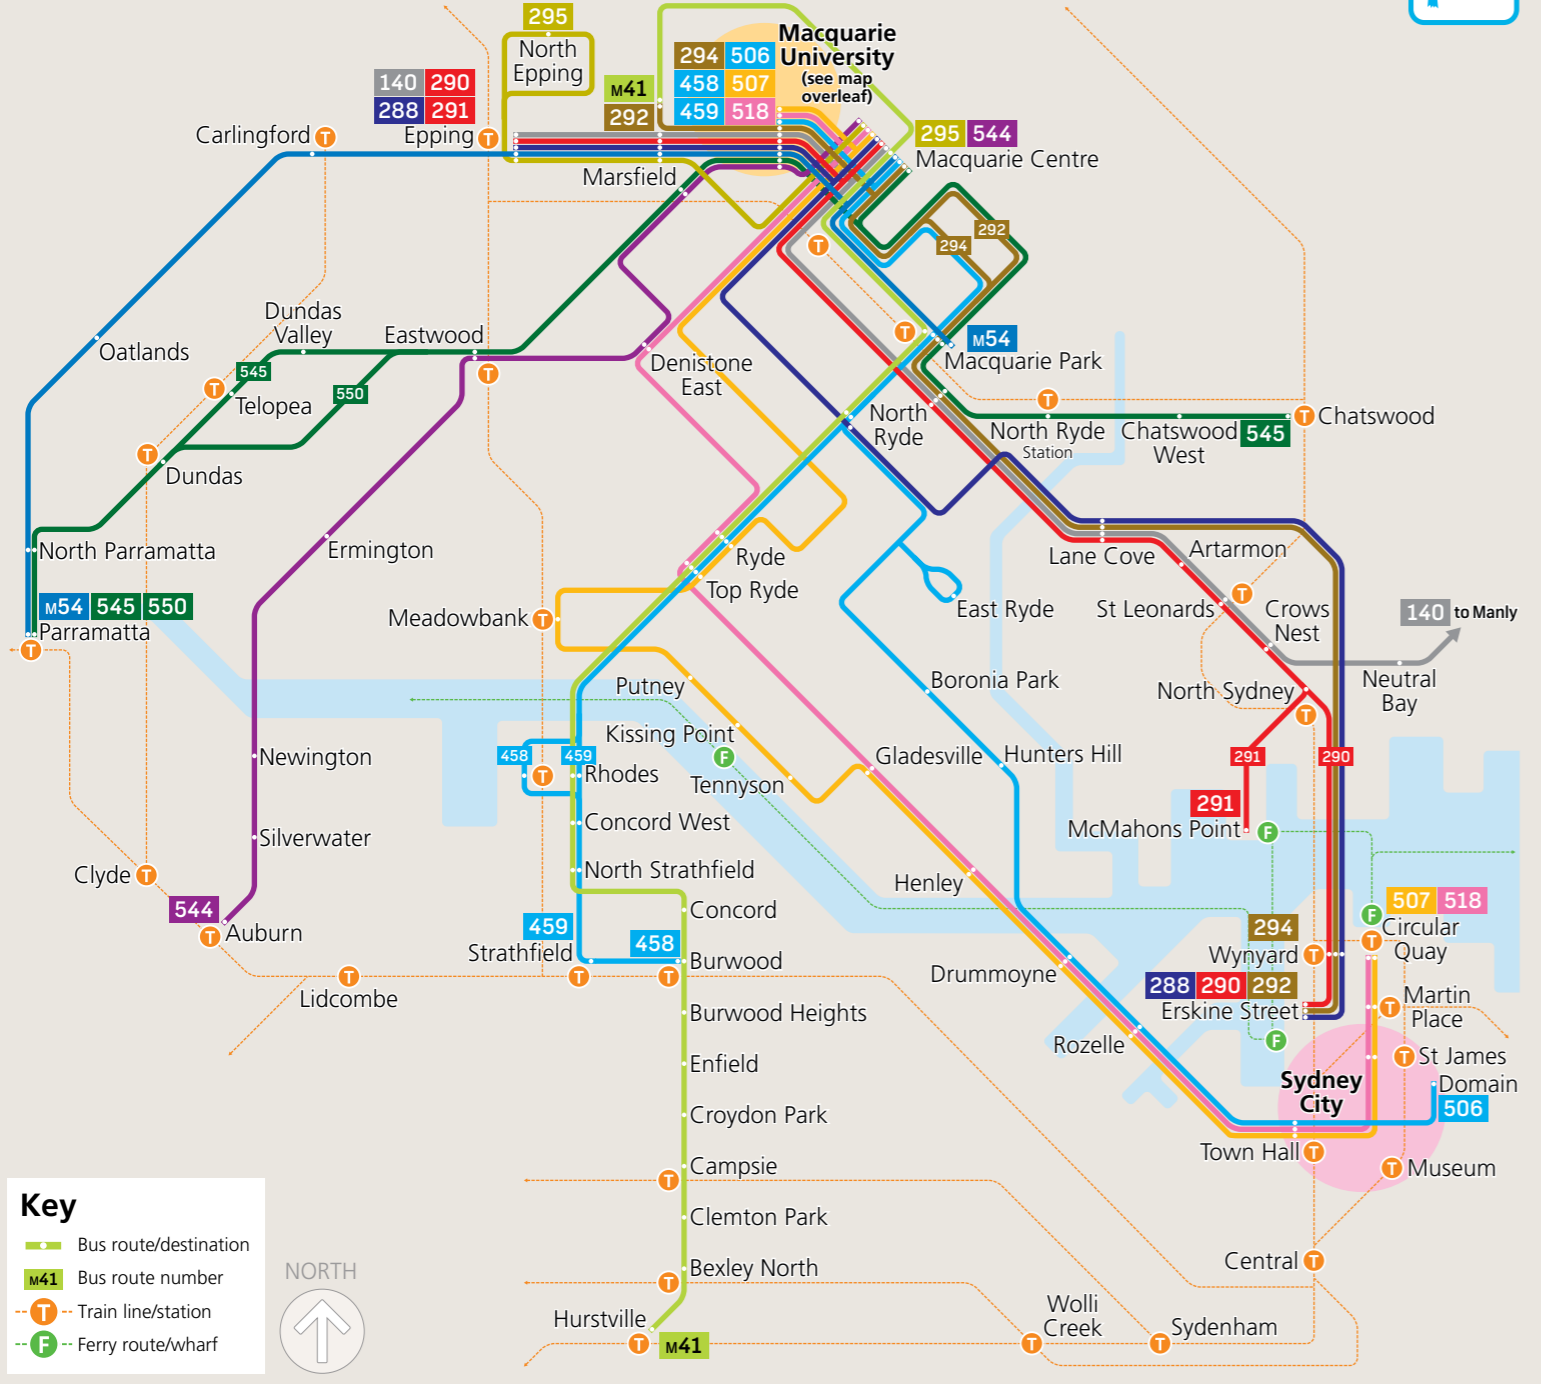 295
North
Epping
140 290
288 291
Epping
Carlingford
M41
292
294 506
458 507
459 518
Macquarie
University
(see map
overleaf)
295 544
Macquarie Centre
Marsfield
292
294
Dundas
Valley
Eastwood
Oatlands
545
550
Telopea
Dundas
Denistone
East
M54
Macquarie Park
North
Ryde
North Ryde
Station
Chatswood
West
545
Chatswood
North Parramatta
Ermington
Ryde
Top Ryde
Lane Cove
Artarmon
M54 545 550
Parramatta
Meadowbank
East Ryde
St Leonards
Crows
Nest
140 to Manly
Neutral
Bay
Putney
Boronia Park
North Sydney
Newington
Kissing Point
458
459
Rhodes
Tennyson
Gladesville
Hunters Hill
291
290
291
McMahons Point
Concord West
Silverwater
North Strathfield
Henley
Clyde
544
Auburn
Concord
459
Strathfield
458
Burwood
507 518
Circular
Quay
294
Wynyard
288 290 292
Erskine Street
Lidcombe
Drummoyne
Burwood Heights
Martin
Place
Rozelle
Enfield
St James
Sydney
City
Domain
506
Croydon Park
Town Hall
Campsie
Museum
Clemton Park
Bexley North
Central
Hurstville
M41
Wolli
Creek
Sydenham
Key
Bus route/destination
M41 Bus route number
T Train line/station
F Ferry route/wharf
NORTH